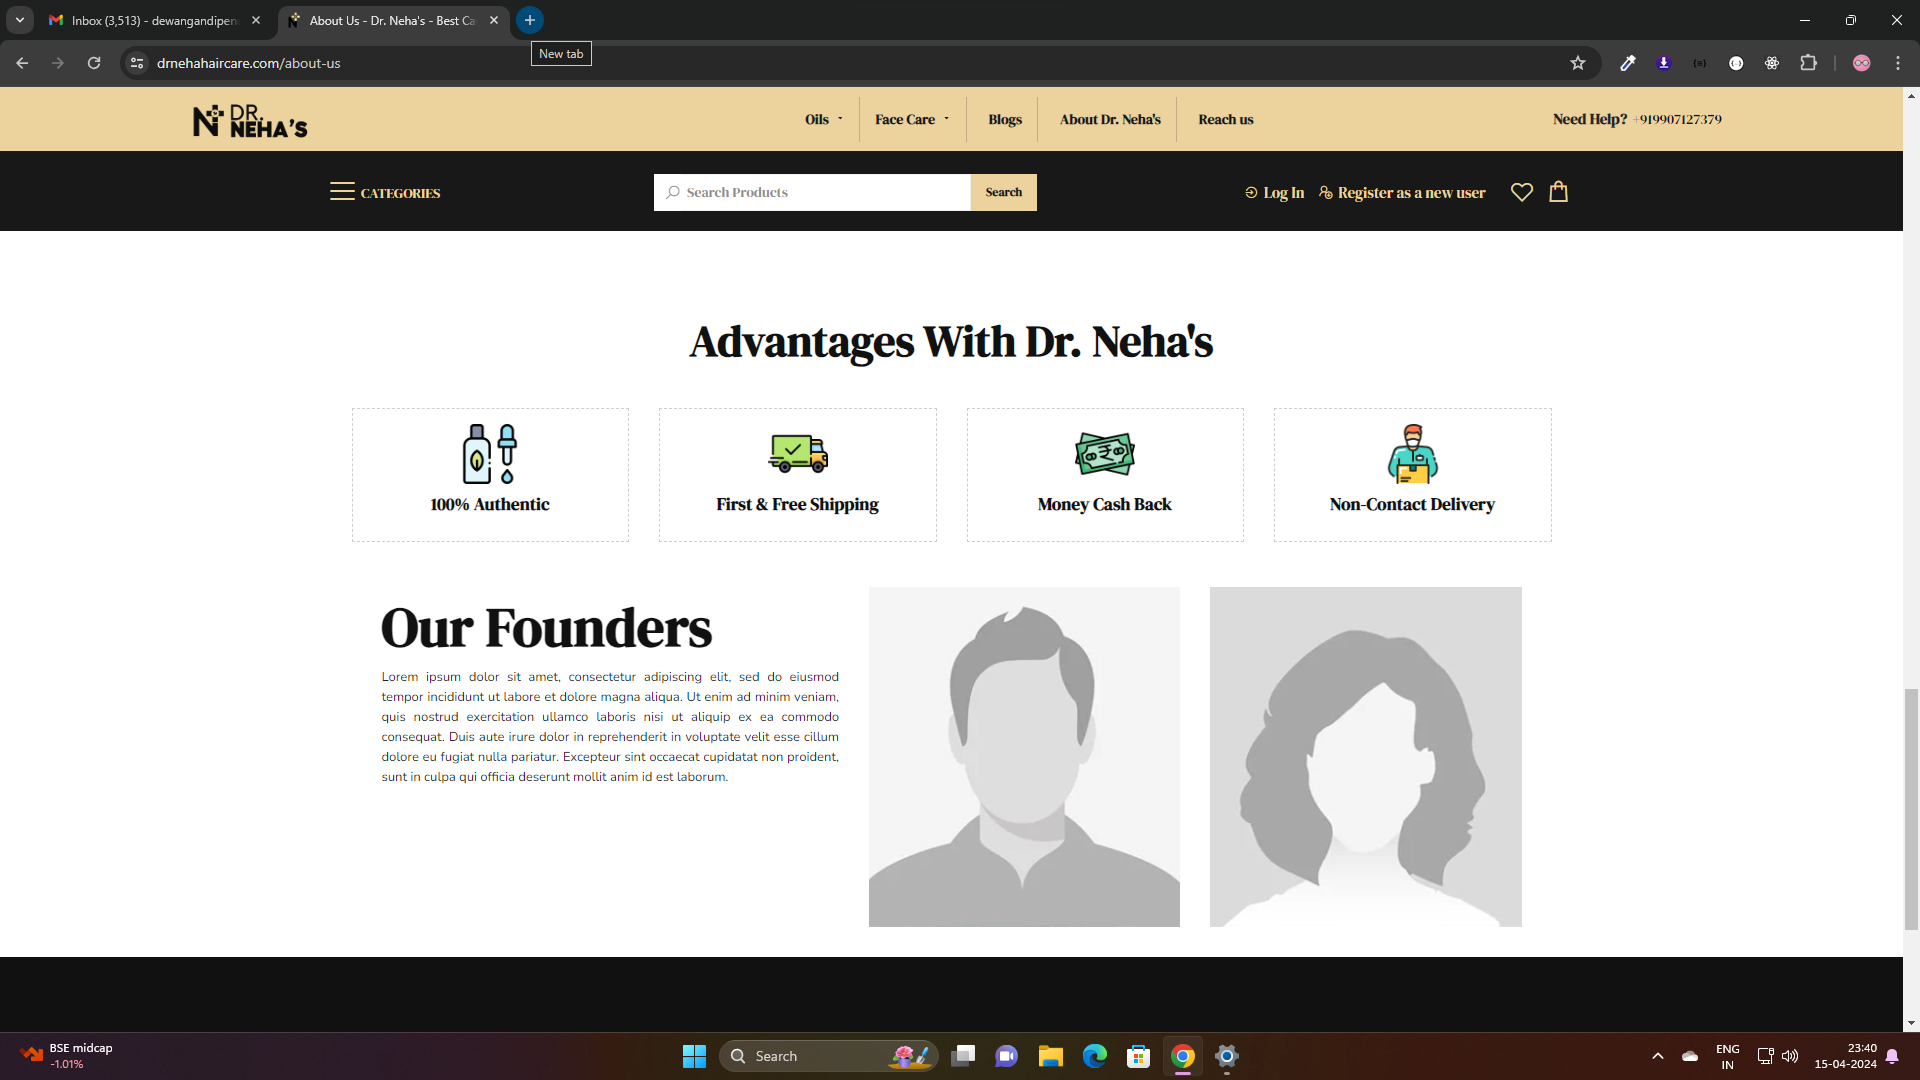 Inbox (3,513) - dewangandipen
About Us - Dr. Neha's - Best Ca
New tab
drnehahaircare.com/about-us
DR.
NEHA'S
Oils
Face Care
Blogs
About Dr. Neha's
Reach us
Need Help? +919907127379
CATEGORIES
Search Products
Search
Log In
Register as a new user
Advantages With Dr. Neha's
100% Authentic
First & Free Shipping
Money Cash Back
Non-Contact Delivery
Our Founders
Lorem ipsum dolor sit amet, consectetur adipiscing elit, sed do eiusmod
tempor incididunt ut labore et dolore magna aliqua. Ut enim ad minim veniam,
quis nostrud exercitation ullamco laboris nisi ut aliquip ex ea commodo
consequat. Duis aute irure dolor in reprehenderit in voluptate velit esse cillum
dolore eu fugiat nulla pariatur. Excepteur sint occaecat cupidatat non proident,
sunt in culpa qui officia deserunt mollit anim id est laborum.
BSE midcap
-1.01%
Search
ENG
IN
23:40
15-04-2024